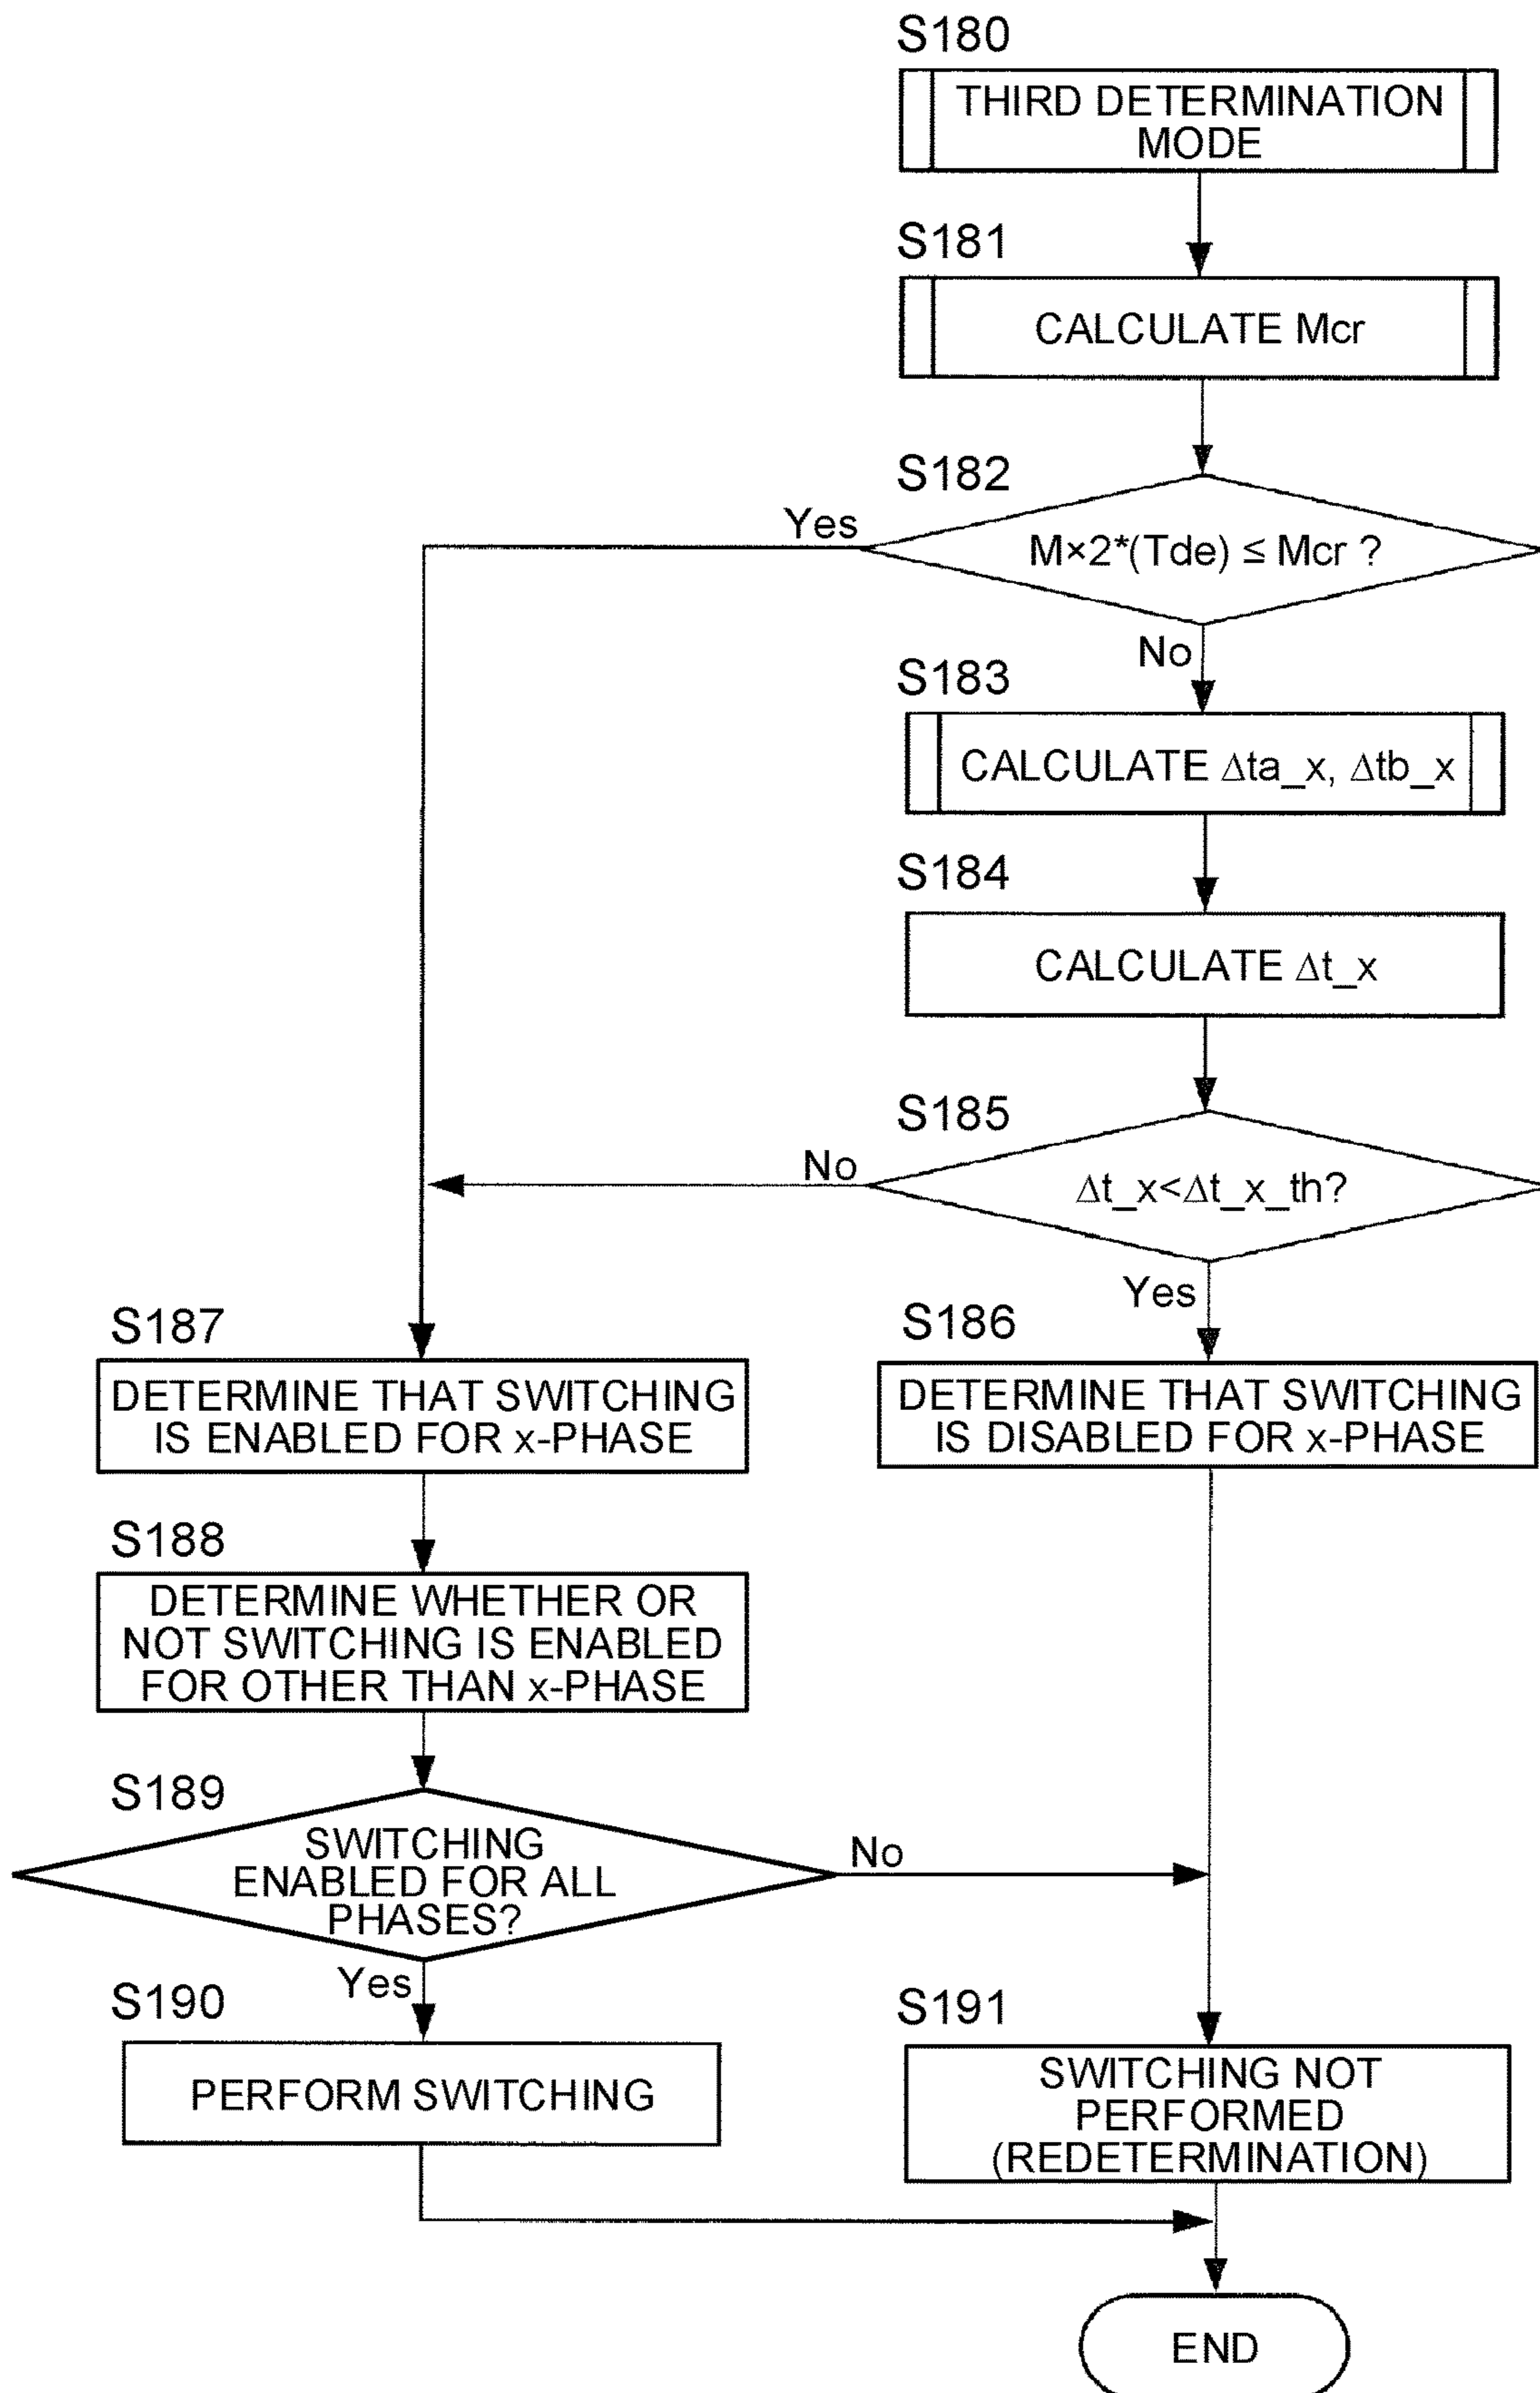 S180
THIRD DETERMINATION
MODE
S181
CALCULATE Mcr
S182
M×2*(Tde) ≤ Mcr ?
Yes
No
S183
CALCULATE Δta_x, Δtb_x
S184
CALCULATE Δt_x
S185
Δt_x<Δt_x_th?
No
Yes
S187
DETERMINE THAT SWITCHING
IS ENABLED FOR x-PHASE
S186
DETERMINE THAT SWITCHING
IS DISABLED FOR x-PHASE
S188
DETERMINE WHETHER OR
NOT SWITCHING IS ENABLED
FOR OTHER THAN x-PHASE
S189
SWITCHING
ENABLED FOR ALL
PHASES?
No
Yes
S190
PERFORM SWITCHING
S191
SWITCHING NOT
PERFORMED
(REDETERMINATION)
END